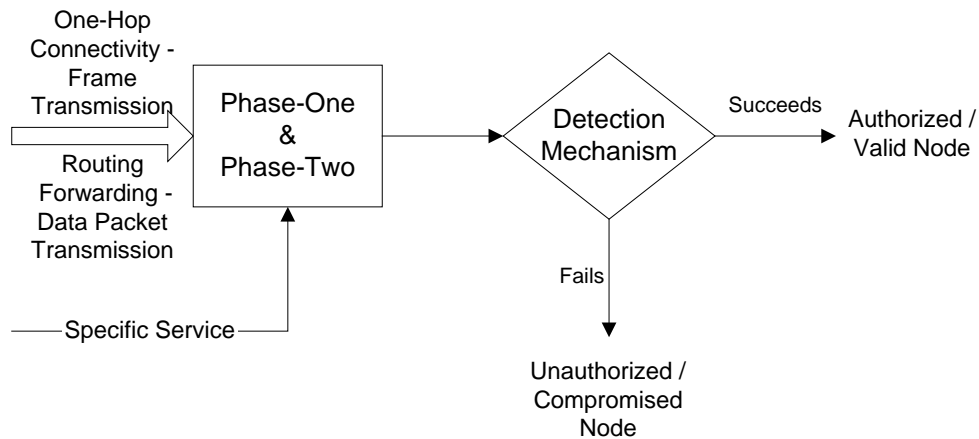 One-Hop
Connectivity -
Frame
Transmission
Routing
Forwarding -
Data Packet
Transmission
Specific Service
Phase-One
&
Phase-Two
Detection
Mechanism
Succeeds
Authorized /
Valid Node
Fails
Unauthorized /
Compromised
Node